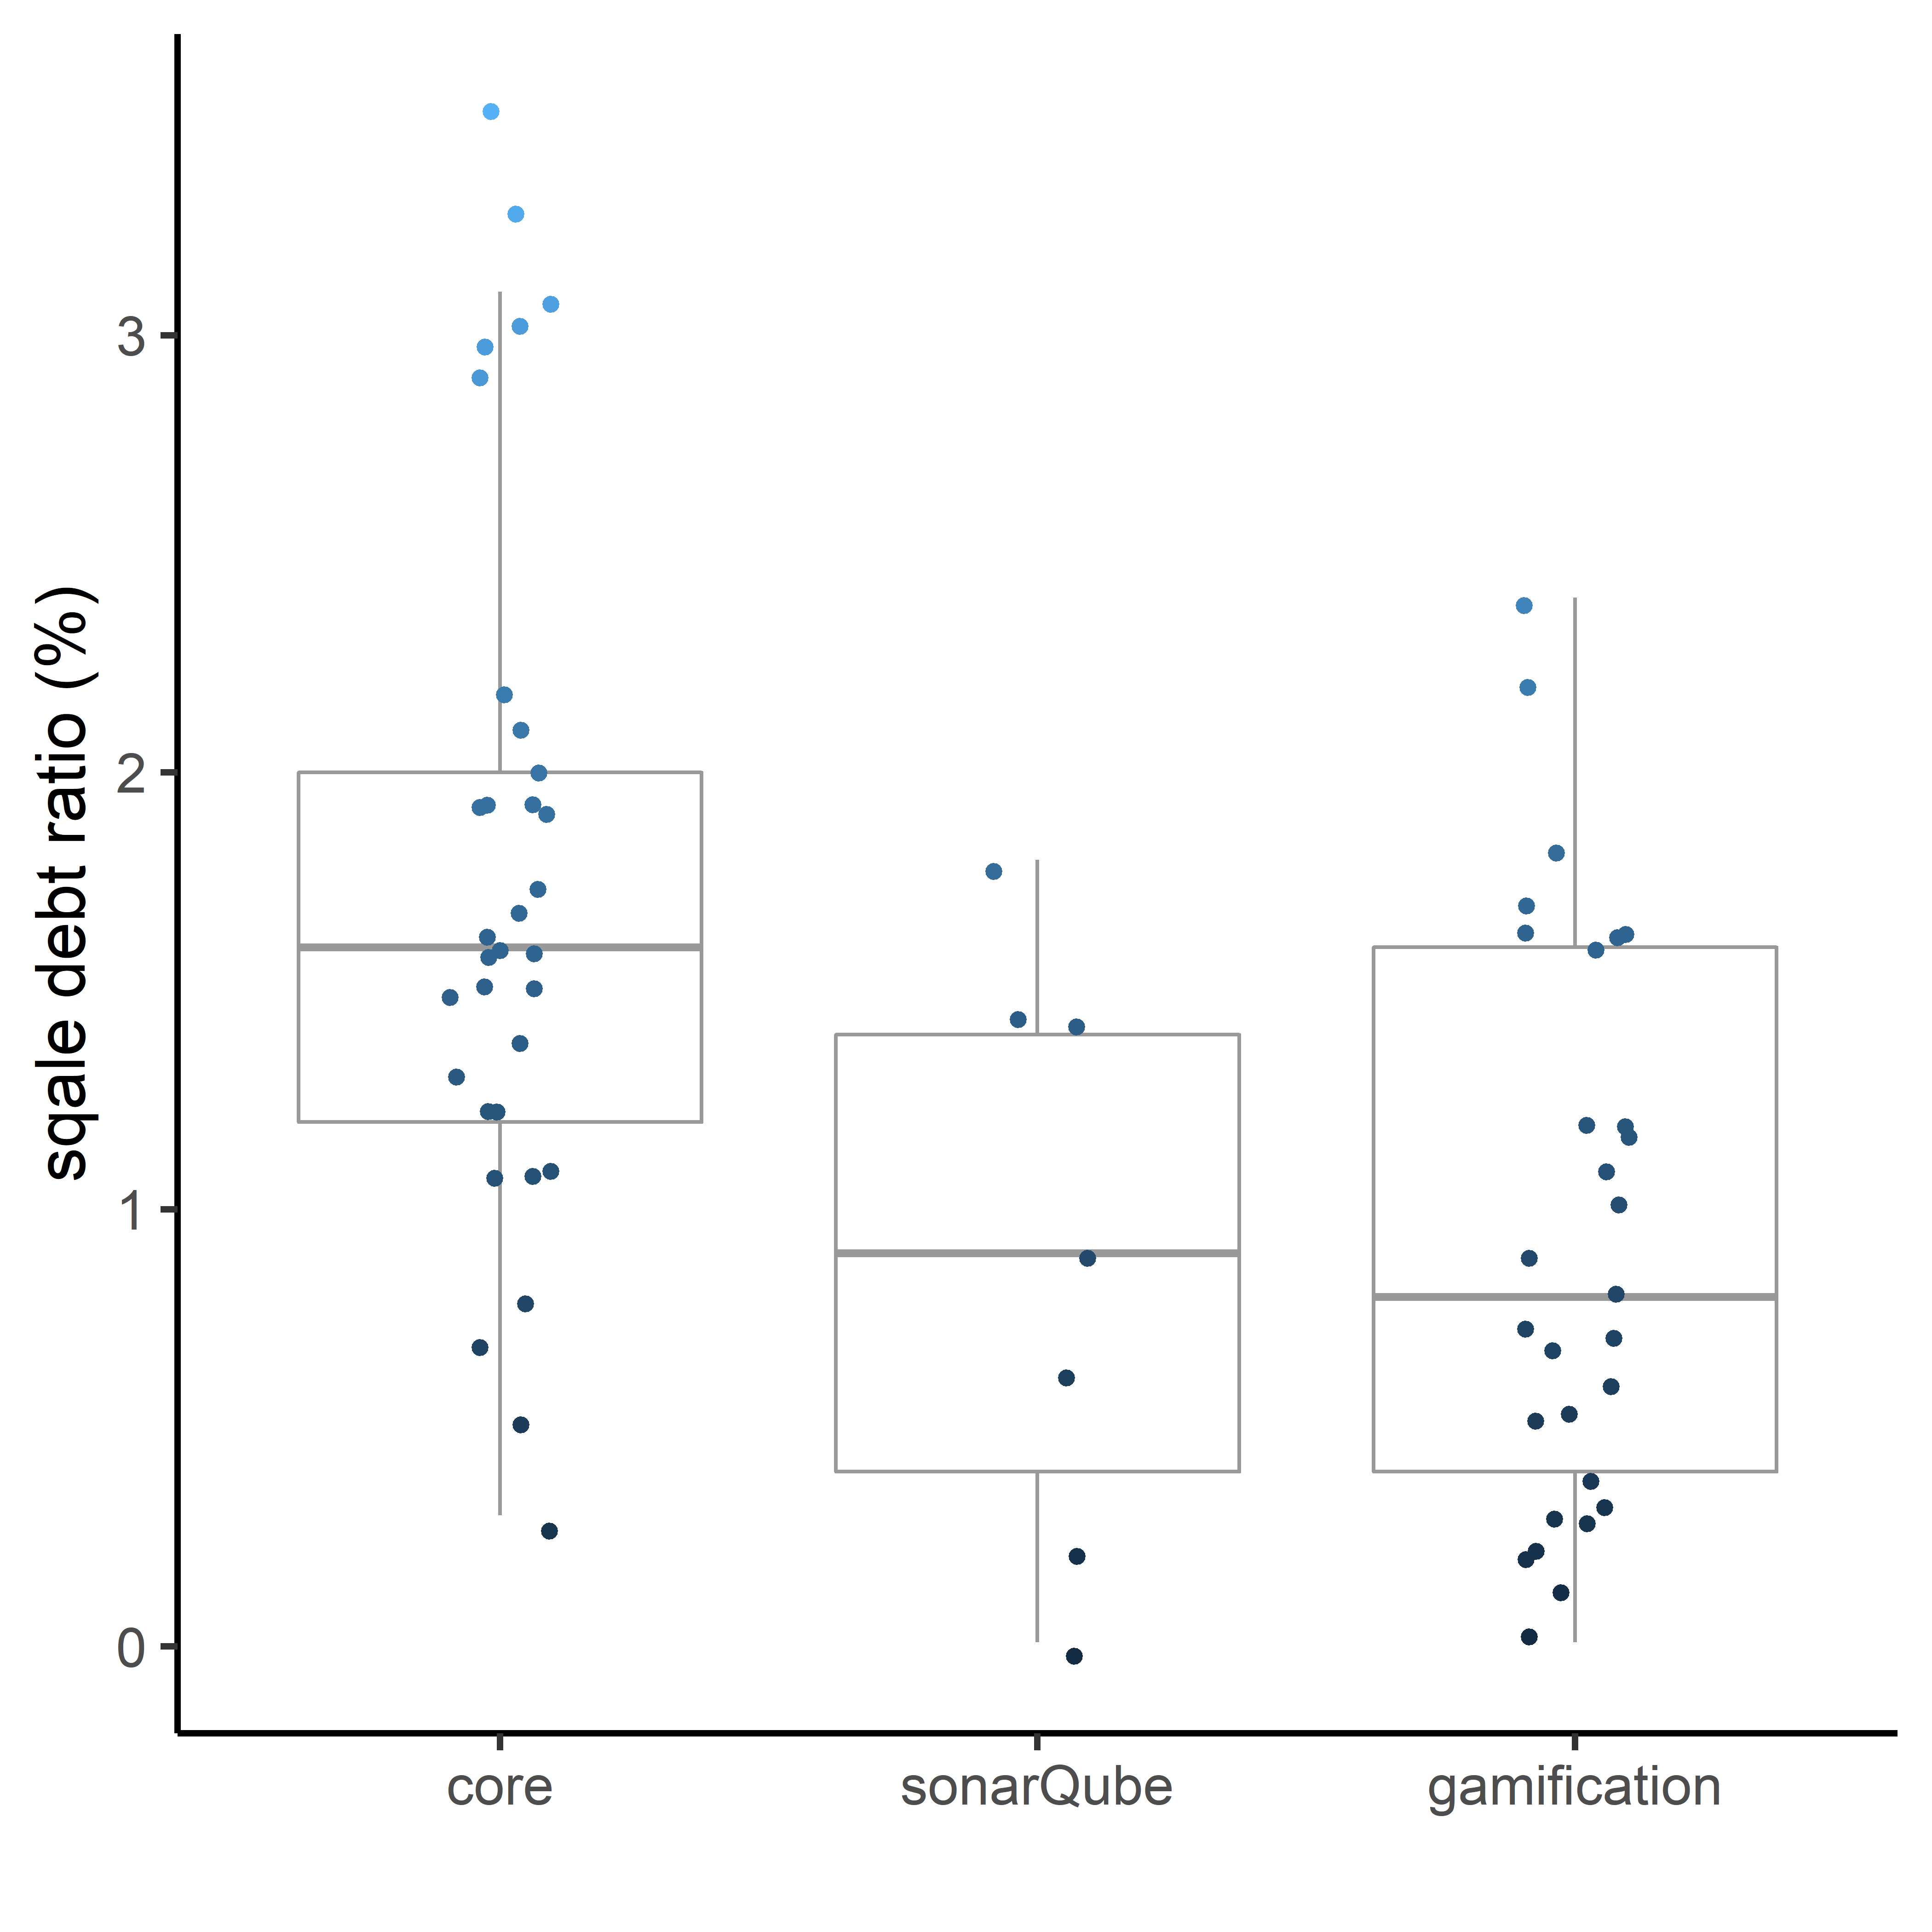 sqale debt ratio (%)
3
2
1
0
core
sonarQube
gamification